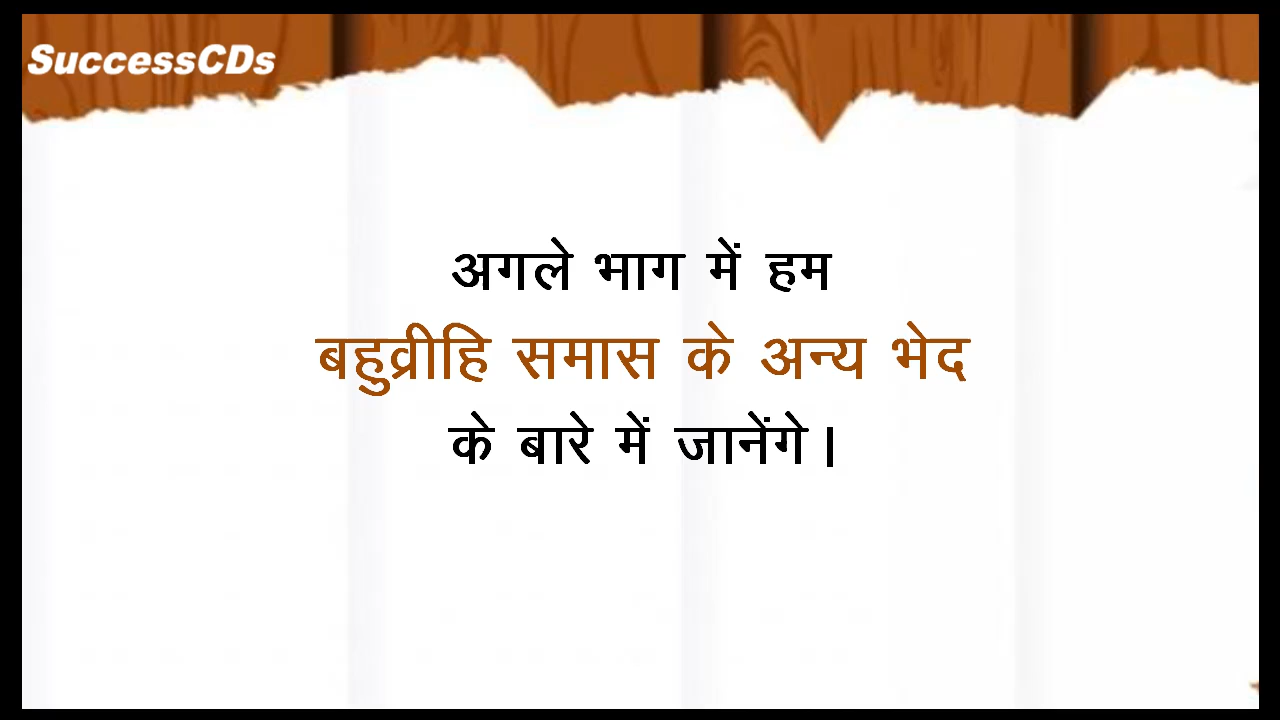 SuccessCDs
अगले भाग में हम
बहुव्रीहि समास के अन्य भेद
के बारे में जानेंगे।